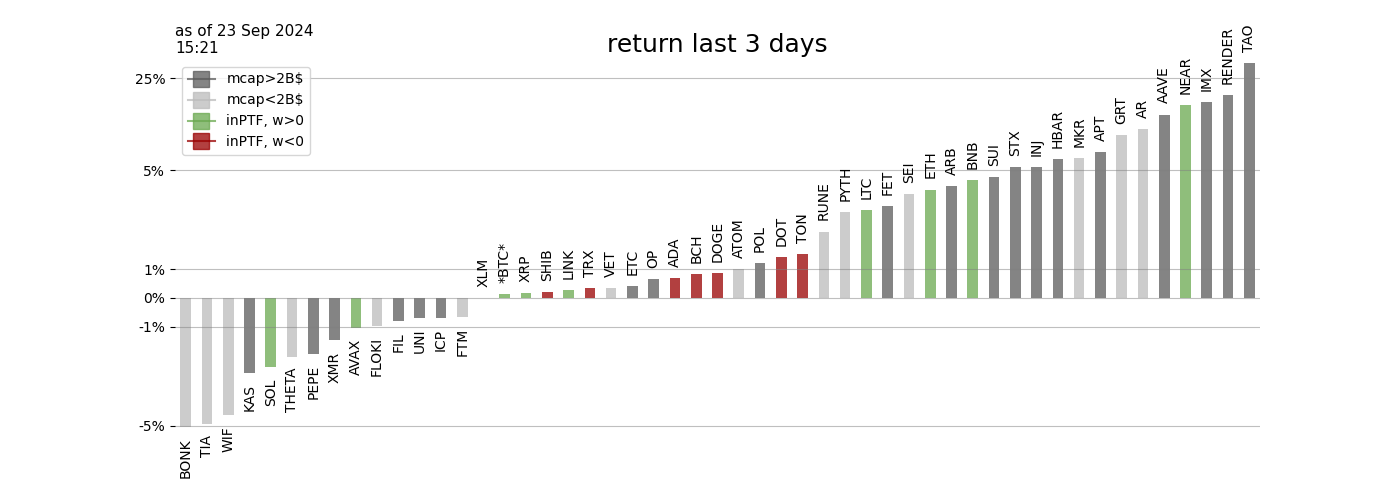 as of 23 Sep 2024
15:21
return last 3 days
mcap>2B$
mcap<2B$
inPTF, w>0
inPTF, w<0
25%
5%
1%
0%
-1%
-5%
BONK
TIA
WIF
KAS
SOL
THETA
PEPE
XMR
AVAX
FLOKI
FIL
UNI
ICP
FTM
XLM
*BTC*
XRP
SHIB
LINK
TRX
VET
ETC
OP
ADA
BCH
DOGE
ATOM
POL
DOT
TON
RUNE
PYTH
LTC
FET
SEI
ETH
ARB
BNB
SUI
STX
INJ
HBAR
MKR
APT
GRT
AR
AAVE
NEAR
IMX
RENDER
TAO